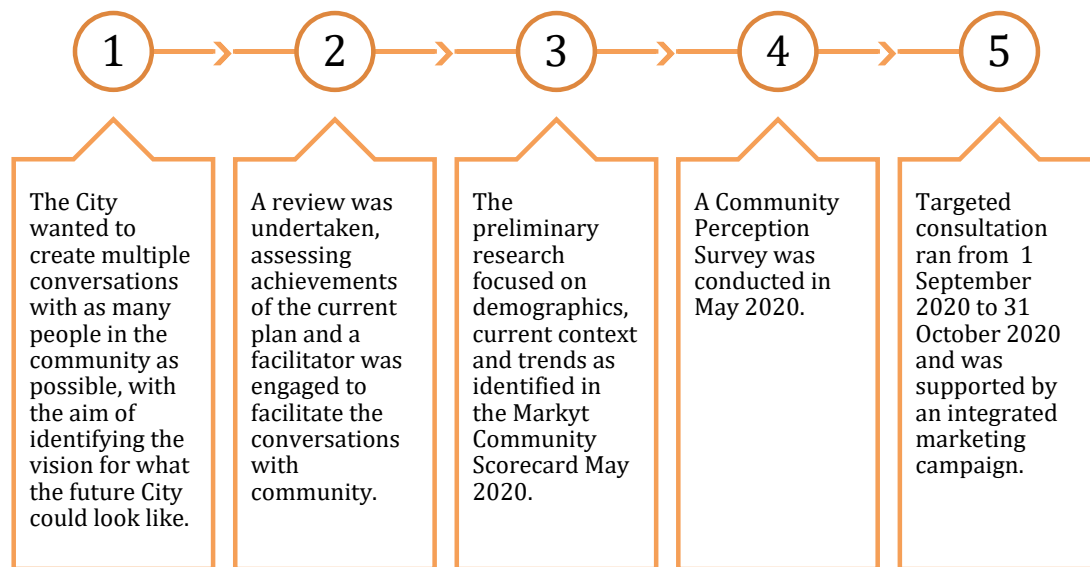 1
2
3
4
5
The City
wanted to
create multiple
conversations
with as many
people in the
community as
possible, with
the aim of
identifying the
vision for what
the future City
could look like.
A review was
undertaken,
assessing
achievements
of the current
plan and a
facilitator was
engaged to
facilitate the
conversations
with
community.
The
preliminary
research
focused on
demographics,
current context
and trends as
identified in
the Markyt
Community
Scorecard May
2020.
A Community
Perception
Survey was
conducted in
May 2020.
Targeted
consultation
ran from 1
September
2020 to 31
October 2020
and was
supported by
an integrated
marketing
campaign.